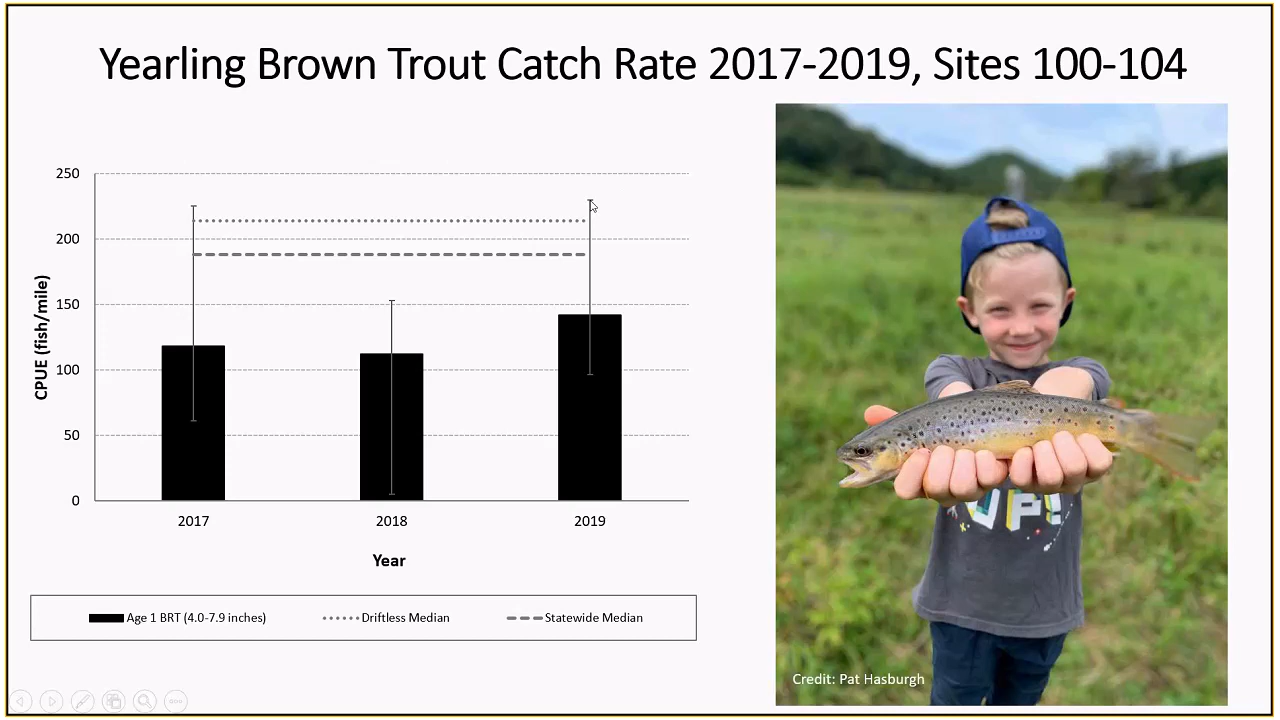 Yearling Brown Trout Catch Rate 2017-2019, Sites 100-104
250
200
150
100
50
0
CPUE (fish/mile)
2017
2018
2019
Year
Age 1 BRT (4.0-7.9 inches)
Driftless Median
Statewide Median
UP!
Credit: Pat Hasburgh